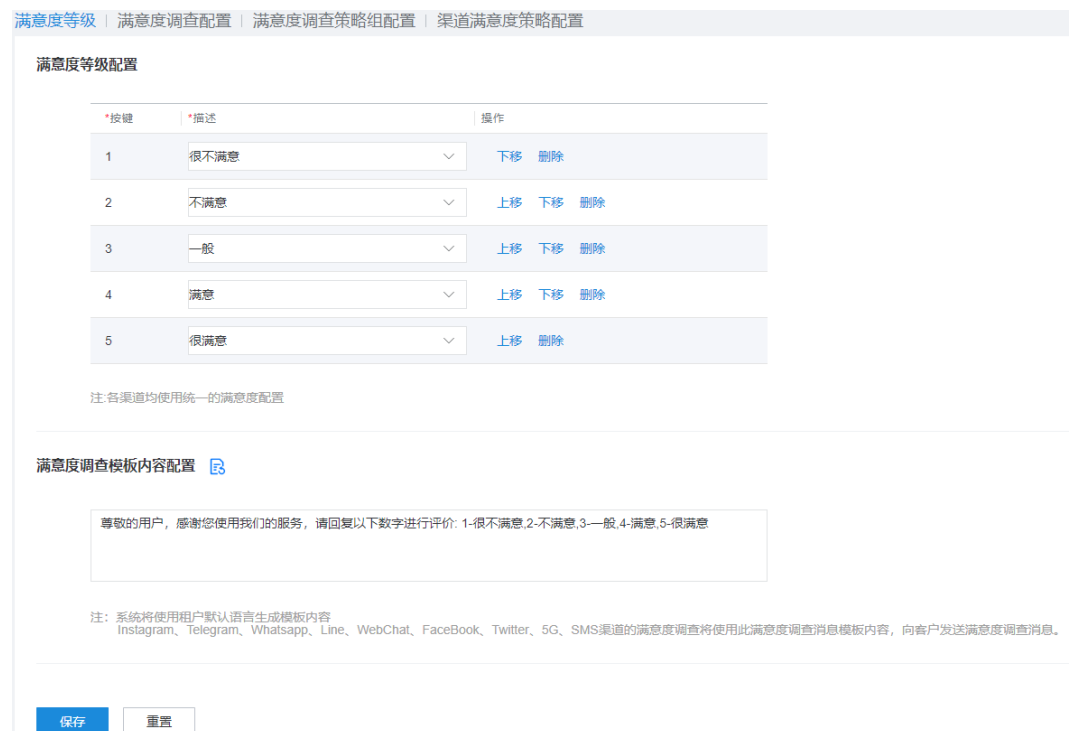 满意度等级 | 满意度调查配置 | 满意度调查策略组配置 | 渠道满意度策略配置
满意度等级配置
*按键 *描述 操作
1 很不满意 下移 删除
2 不满意 上移 下移 删除
3 一般 上移 下移 删除
4 满意 上移 下移 删除
5 很满意 上移 删除
注:各渠道均使用统一的满意度配置
满意度调查模板内容配置
尊敬的用户，感谢您使用我们的服务，请回复以下数字进行评价: 1-很不满意,2-不满意,3-一般,4-满意,5-很满意
注：系统将使用租户默认语言生成模板内容
Instagram、Telegram、Whatsapp、Line、WebChat、FaceBook、Twitter、5G、SMS渠道的满意度调查将使用此满意度调查消息模板内容，向客户发送满意度调查消息。
保存 重置